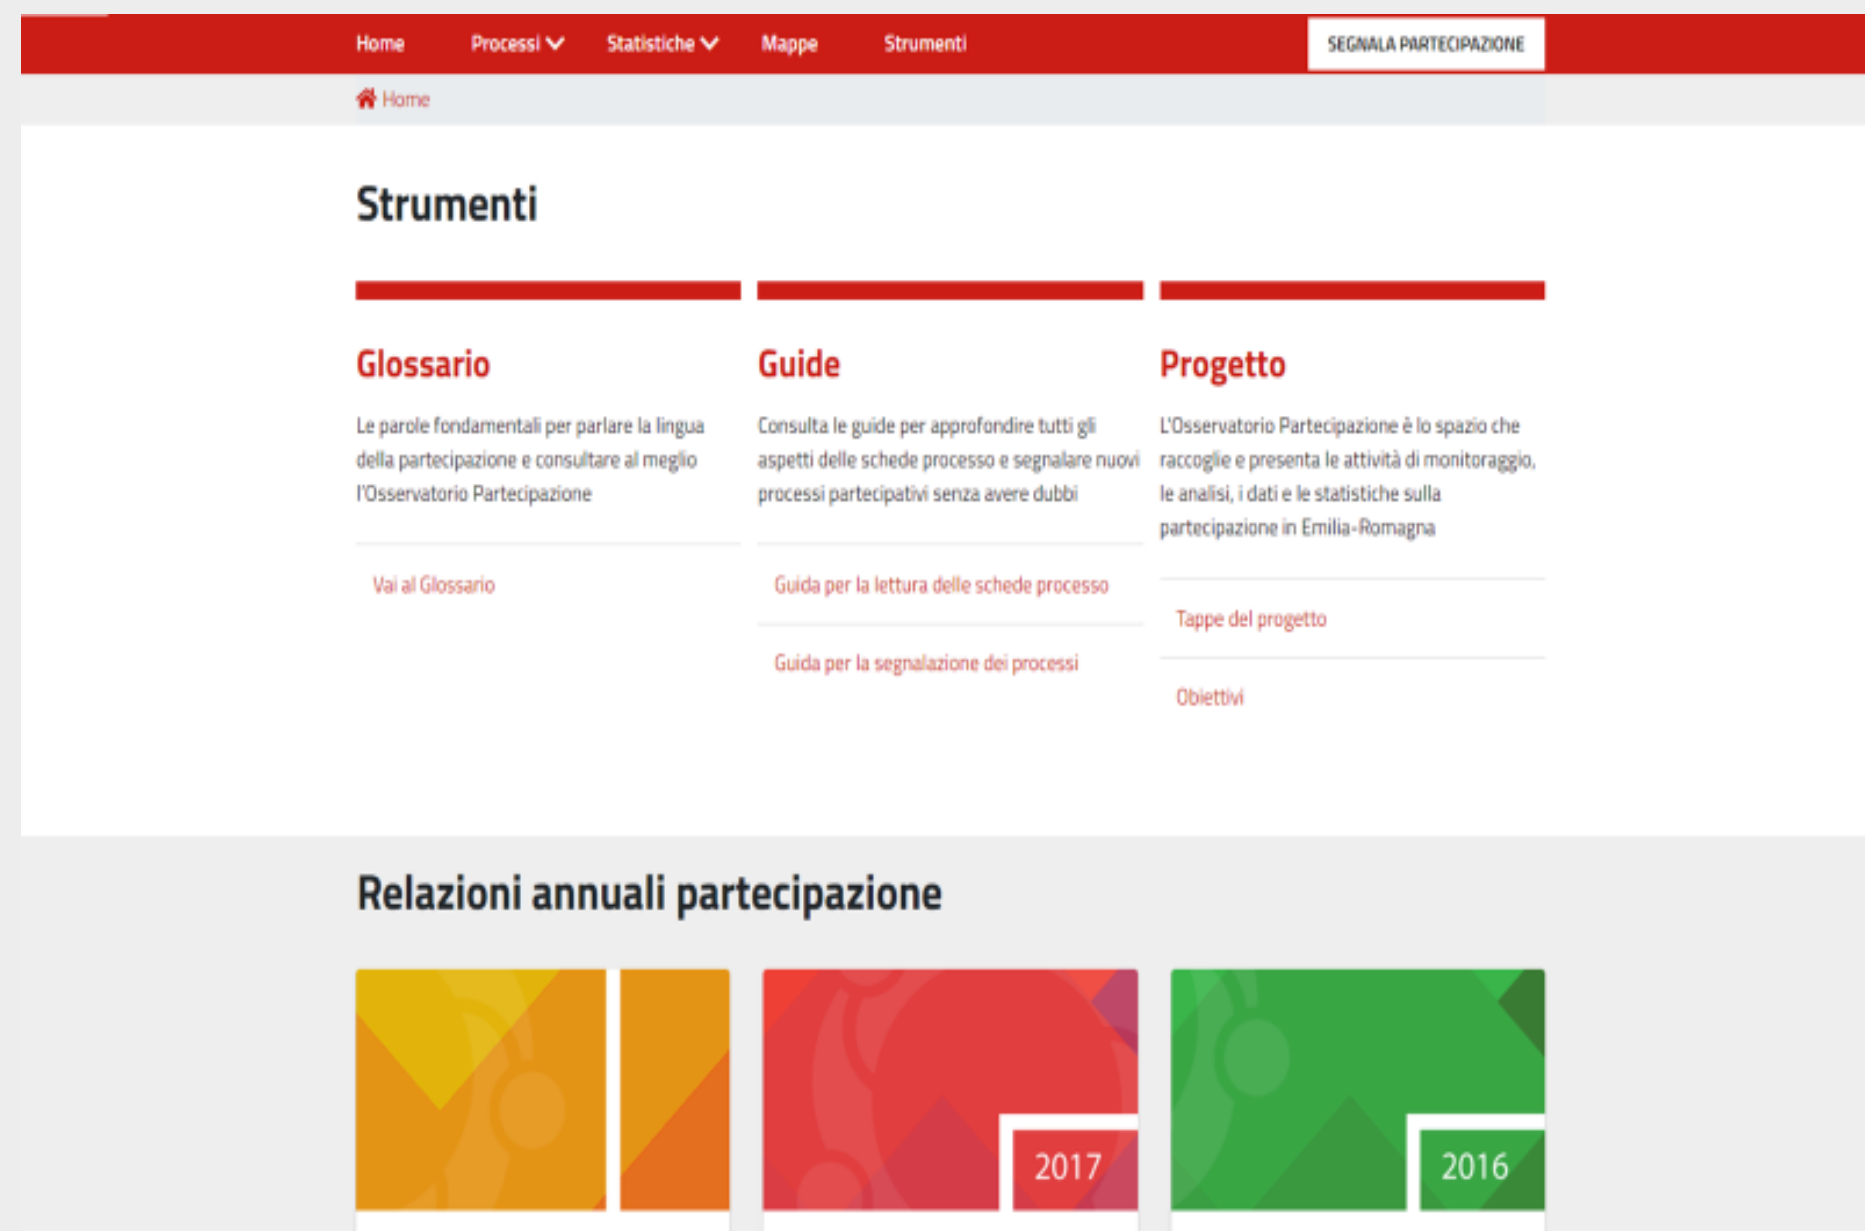 Home Processi Statistiche Mappe Strumenti SEGNALA PARTECIPAZIONE
Home
Strumenti
Glossario
Le parole fondamentali per parlare la lingua
della partecipazione e consultare al meglio
l'Osservatorio Partecipazione
Vai al Glossario
Guide
Consulta le guide per approfondire tutti gli
aspetti delle schede processo e segnalare nuovi
processi partecipativi senza avere dubbi
Guida per la lettura delle schede processo
Guida per la segnalazione dei processi
Progetto
L'Osservatorio Partecipazione è lo spazio che
raccoglie e presenta le attività di monitoraggio,
le analisi, i dati e le statistiche sulla
partecipazione in Emilia-Romagna
Tappe del progetto
Obiettivi
Relazioni annuali partecipazione
2017
2016